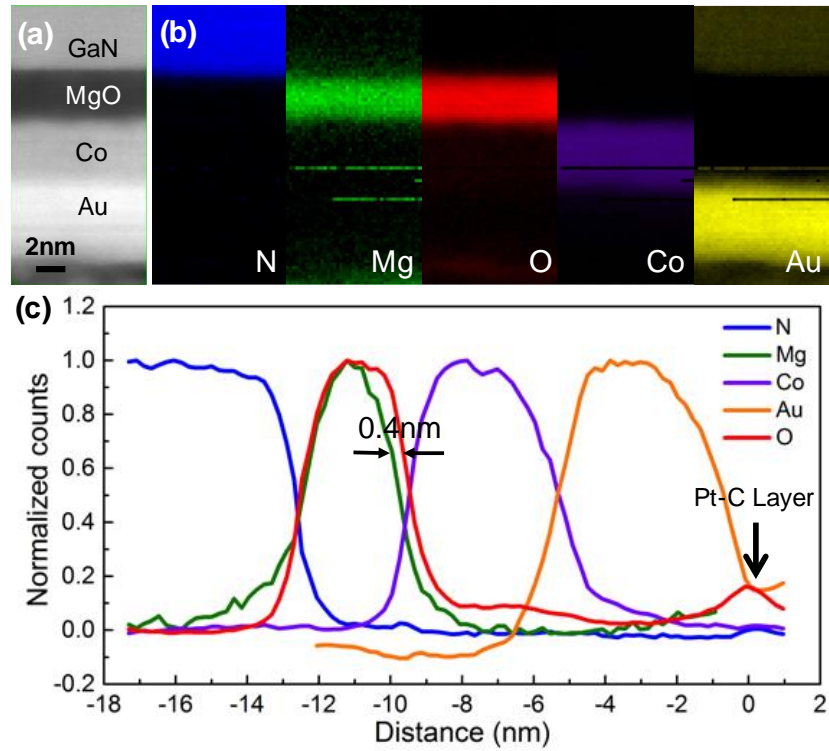 (a)
GaN
MgO
Co
Au
2nm
(b)
N
Mg
O
Co
Au
(c)
1.2
1.0
0.8
0.6
0.4
0.2
0.0
-0.2
Normalized counts
N
Mg
Co
Au
O
0.4nm
Pt-C Layer
-18 -16 -14 -12 -10 -8 -6 -4 -2 0 2
Distance (nm)